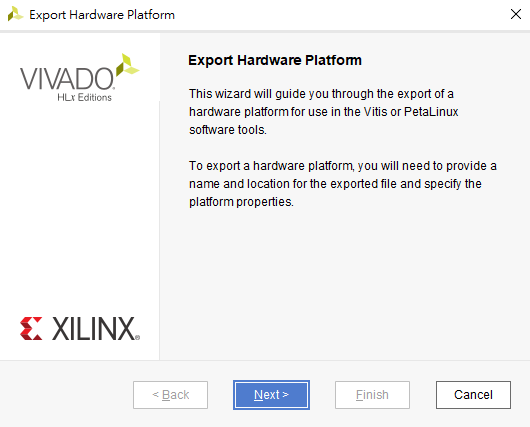 Export Hardware Platform
VIVADO.
HLx Editions
Export Hardware Platform
This wizard will guide you through the export of a
hardware platform for use in the Vitis or PetaLinux
software tools.
To export a hardware platform, you will need to provide a
name and location for the exported file and specify the
platform properties.
XILINX®
< Back
Next >
Finish
Cancel